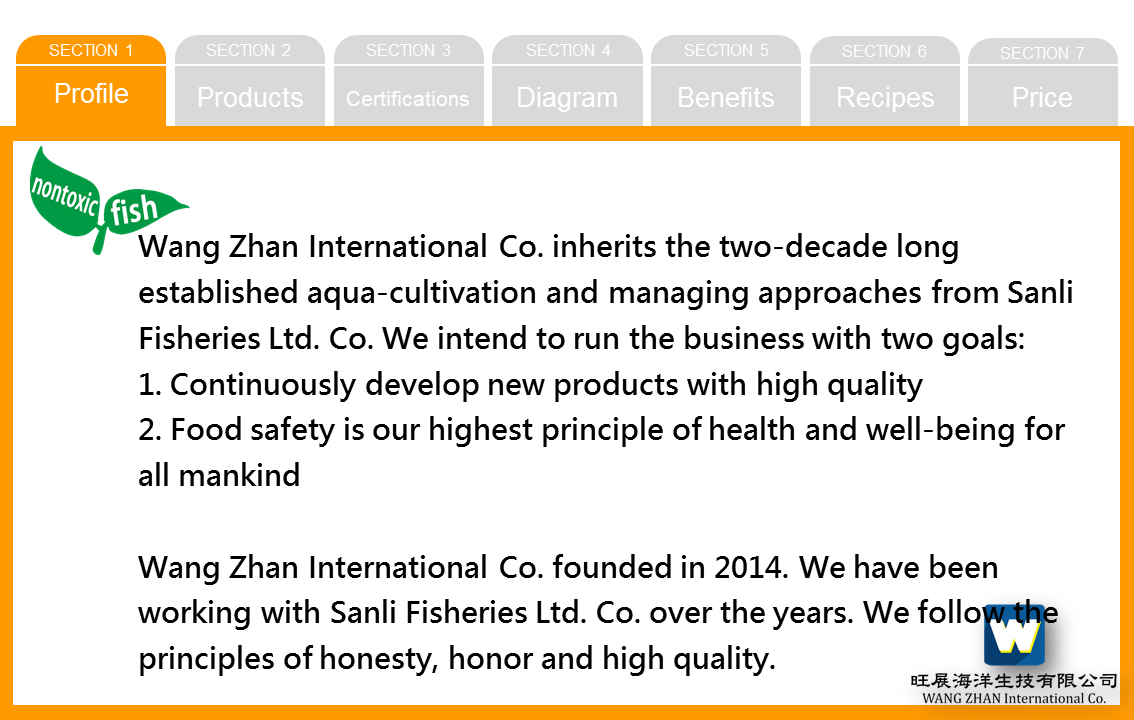 SECTION 1
Profile
SECTION 2
Products
SECTION 3
Certifications
SECTION 4
Diagram
SECTION 5
Benefits
SECTION 6
Recipes
SECTION 7
Price
nontoxic
fish
Wang Zhan International Co. inherits the two-decade long
established aqua-cultivation and managing approaches from Sanli
Fisheries Ltd. Co. We intend to run the business with two goals:
1. Continuously develop new products with high quality
2. Food safety is our highest principle of health and well-being for
all mankind
Wang Zhan International Co. founded in 2014. We have been
working with Sanli Fisheries Ltd. Co. over the years. We follow the
principles of honesty, honor and high quality.
W
旺展海洋生技有限公司
WANG ZHAN International Co.